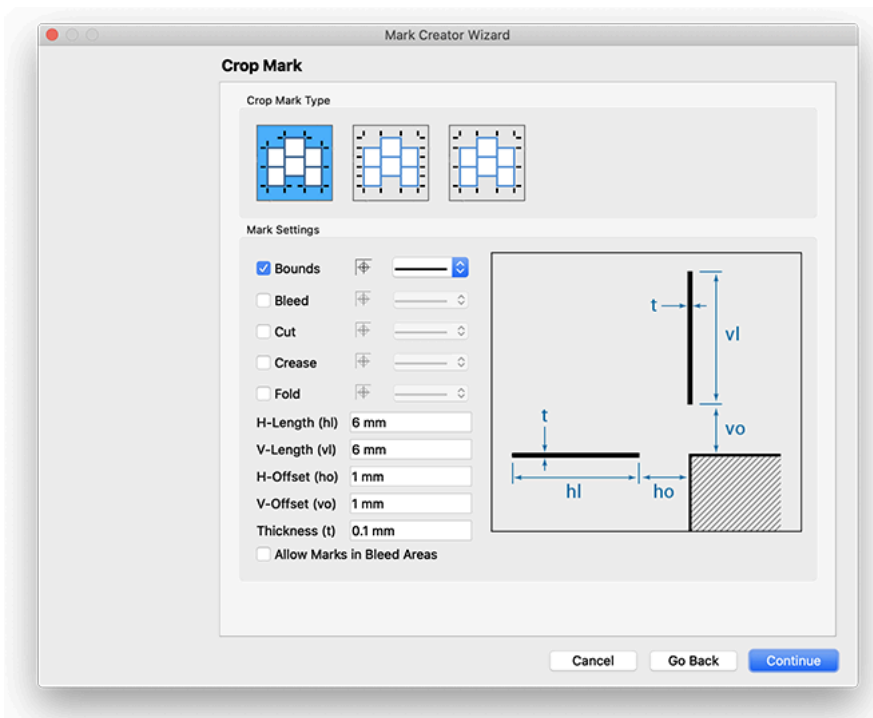 Mark Creator Wizard
Crop Mark
Crop Mark Type
Mark Settings
Bounds
Bleed
Cut
Crease
Fold
H-Length (hl) 6 mm
V-Length (vl) 6 mm
H-Offset (ho) 1 mm
V-Offset (vo) 1 mm
Thickness (t) 0.1 mm
Allow Marks in Bleed Areas
t
vl
t
vo
hl
ho
Cancel Go Back Continue